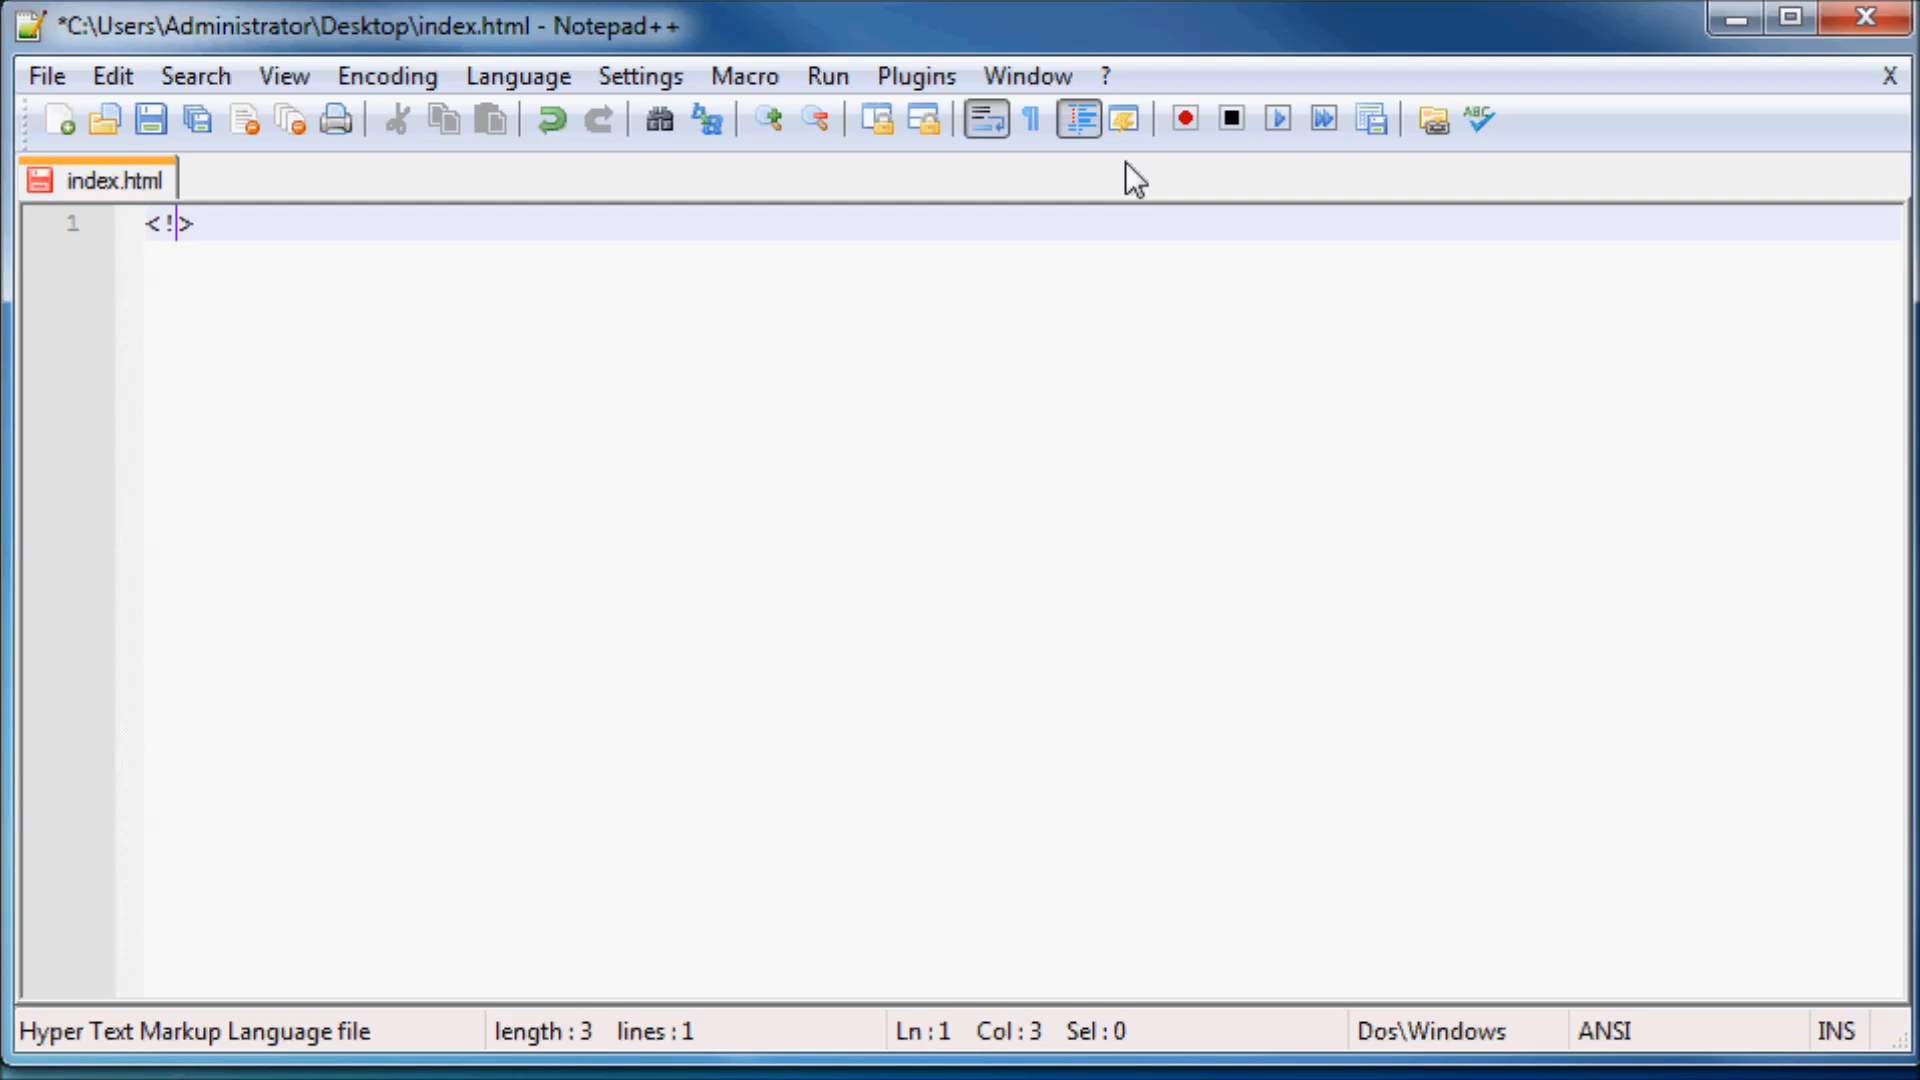 *C:\Users\Administrator\Desktop\index.html - Notepad++
File Edit Search View Encoding Language Settings Macro Run Plugins Window ? X
ABC
index.html
1 <!>
Hyper Text Markup Language file length : 3 lines : 1 Ln : 1 Col : 3 Sel : 0 Dos\Windows ANSI INS